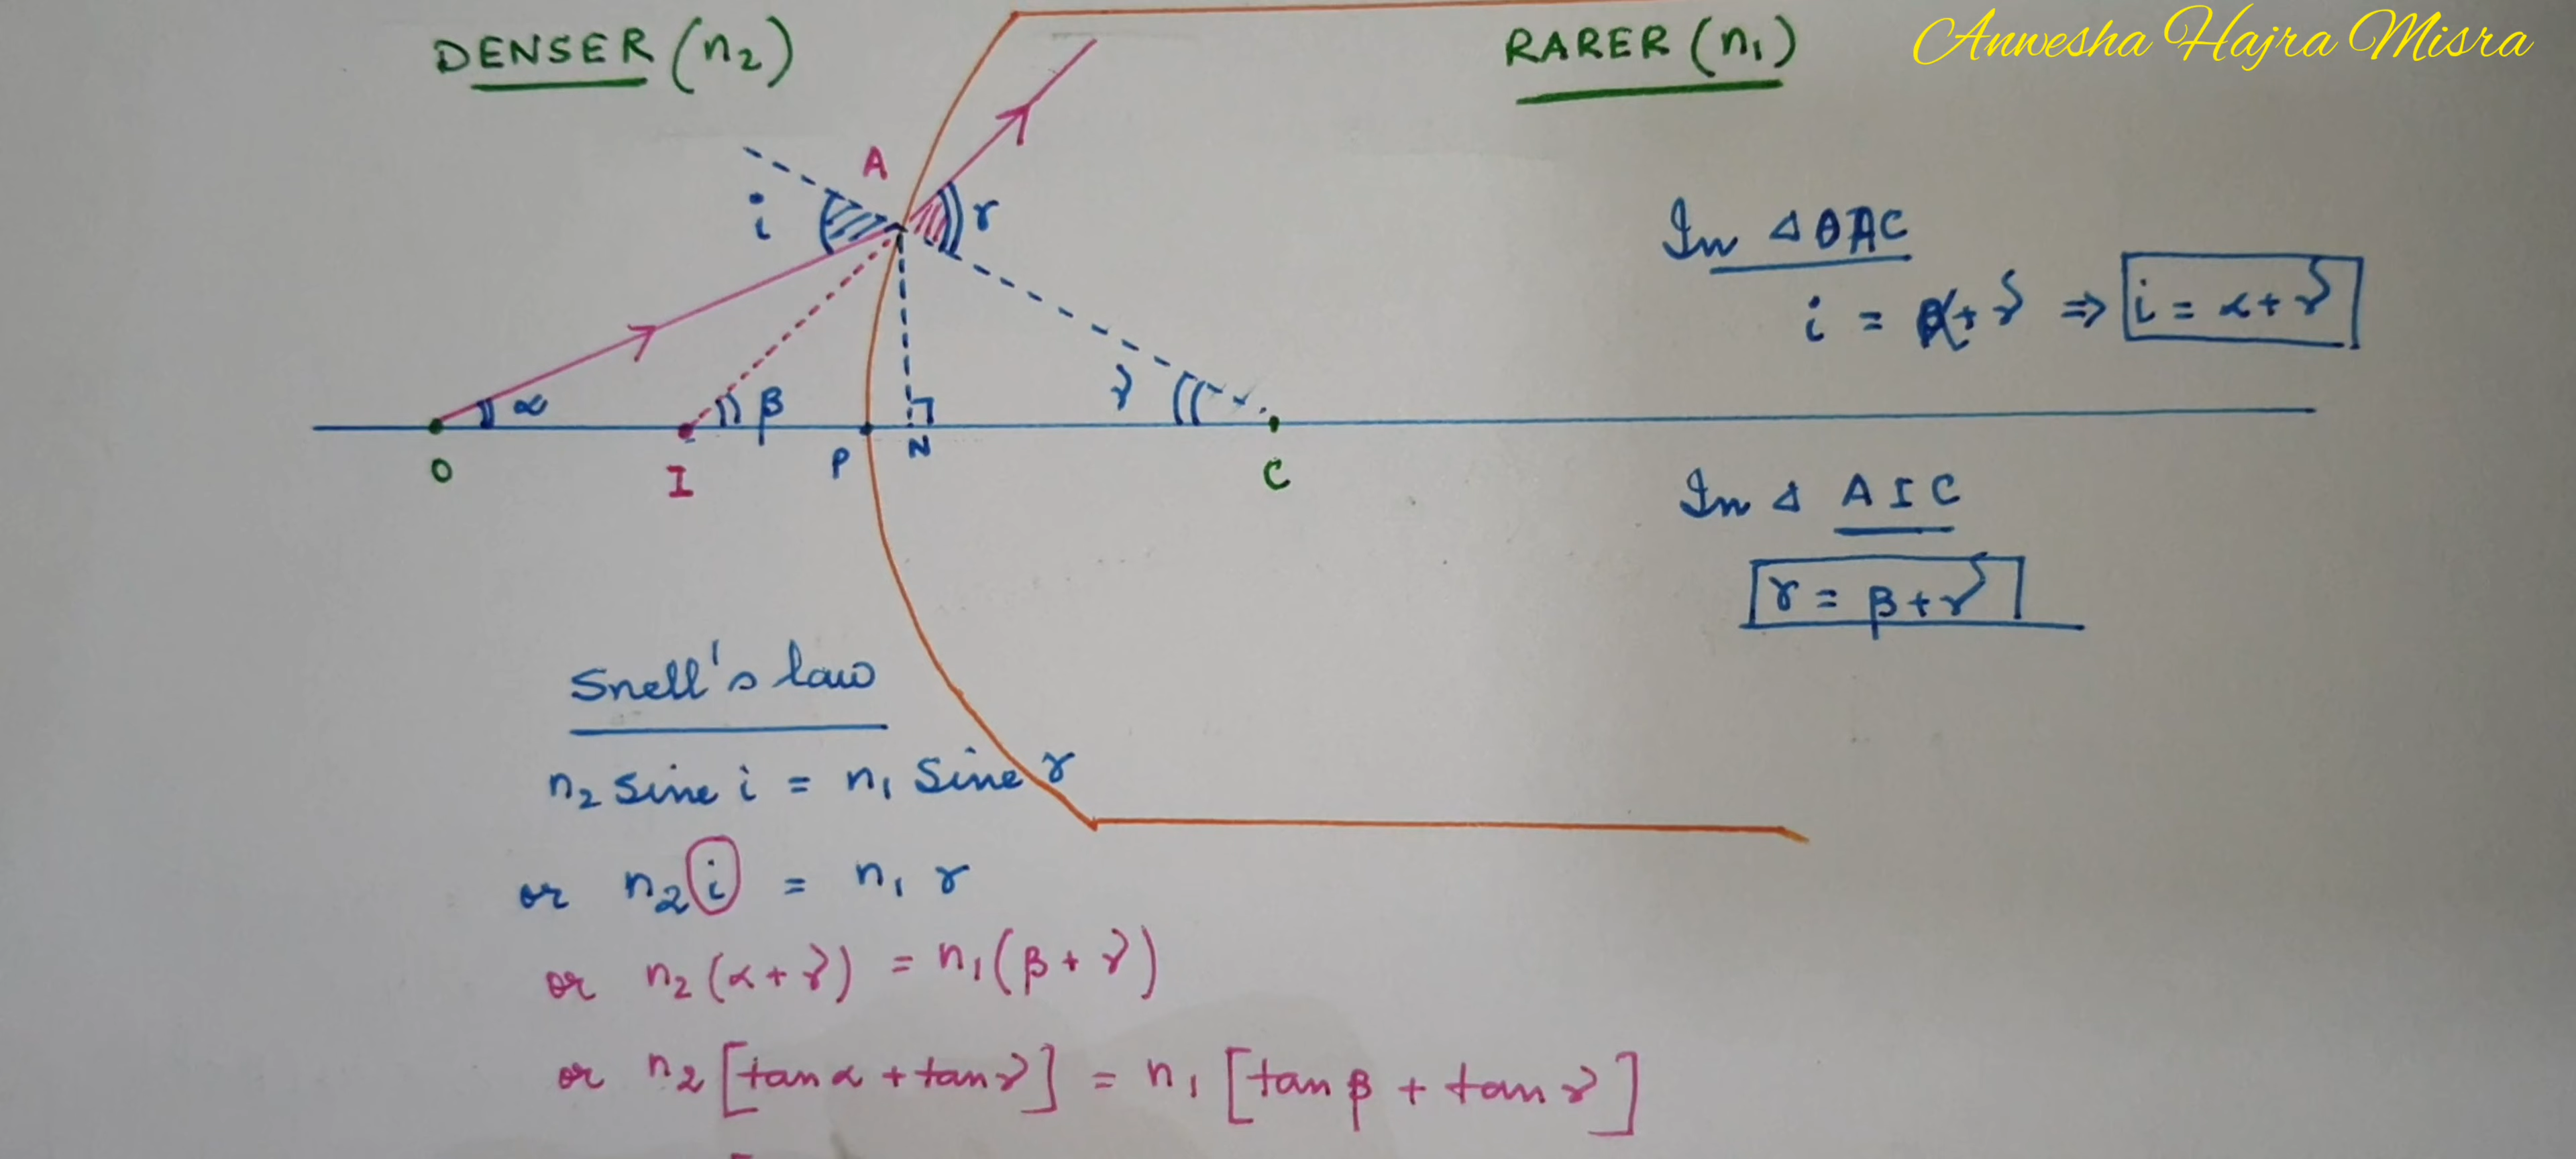 DENSER (n₂)
RARER (n₁)
Anwesha Hajra Misra
A
i
r
In Δ OAC
i = α + γ ⇒ i = α + γ
α
β
γ
O
I
P
N
C
In Δ AIC
r = β + γ
Snell's law
n₂ Sine i = n₁ Sine r
or n₂ i = n₁ r
or n₂ (α + γ) = n₁ (β + γ)
or n₂ [tan α + tan γ] = n₁ [tan β + tan γ]